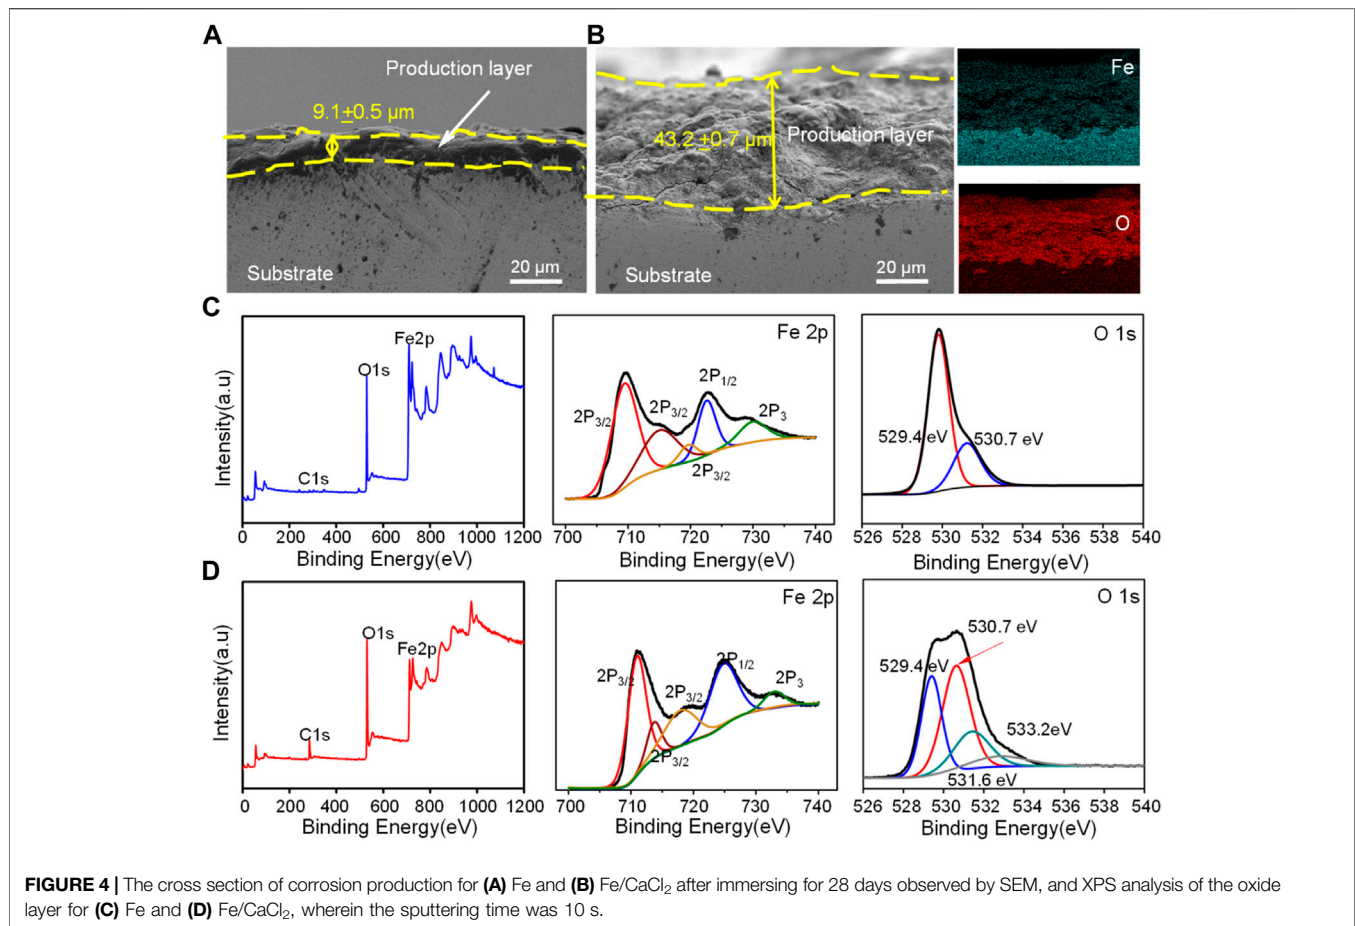 A
Production layer
9.1±0.5 µm
Substrate
20 µm
B
43.2 ±0.7 µm
Production layer
Substrate
20 µm
Fe
O
C
Intensity(a.u)
C1s
O1s
Fe2p
0 200 400 600 800 1000 1200
Binding Energy(eV)
Fe 2p
2P3/2
2P3/2
2P1/2
2P3
2P3/2
700 710 720 730 740
Binding Energy(eV)
O 1s
529.4 eV
530.7 eV
526 528 530 532 534 536 538 540
Binding Energy(eV)
D
Intensity(a.u)
C1s
O1s
Fe2p
0 200 400 600 800 1000 1200
Binding Energy(eV)
Fe 2p
2P3/2
2P3/2
2P1/2
2P3
2P3/2
700 710 720 730 740
Binding Energy(eV)
O 1s
530.7 eV
529.4 eV
533.2eV
531.6 eV
526 528 530 532 534 536 538 540
Binding Energy(eV)
FIGURE 4 | The cross section of corrosion production for (A) Fe and (B) Fe/CaCl2 after immersing for 28 days observed by SEM, and XPS analysis of the oxide
layer for (C) Fe and (D) Fe/CaCl2, wherein the sputtering time was 10 s.